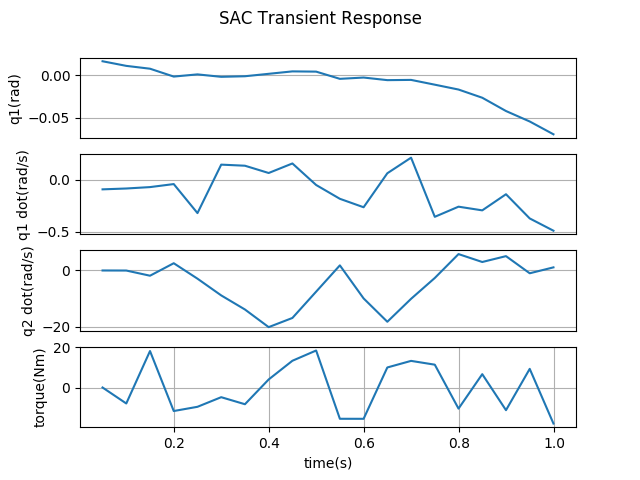 SAC Transient Response
q1(rad)
0.00
−0.05
q1 dot(rad/s)
0.0
−0.5
q2 dot(rad/s)
0
−20
torque(Nm)
20
0
0.2 0.4 0.6 0.8 1.0
time(s)